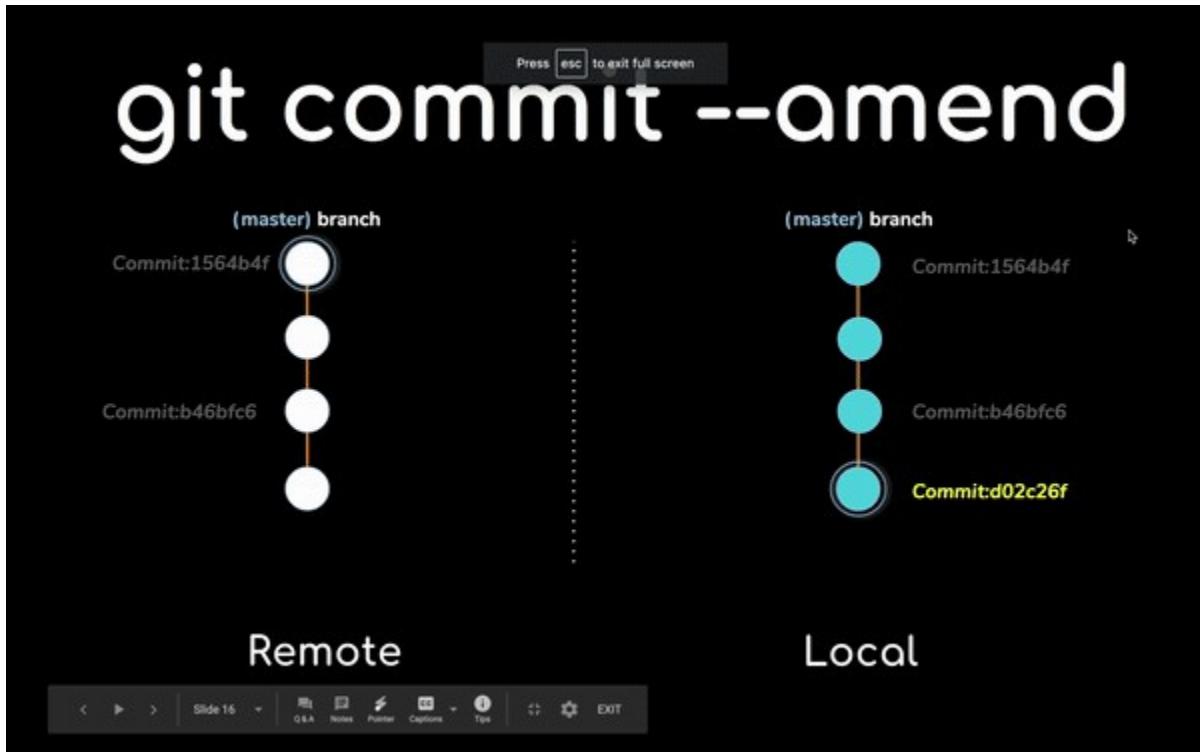 Press esc to exit full screen
git commit --amend
(master) branch
Commit:1564b4f
Commit:b46bfc6
Remote
(master) branch
Commit:1564b4f
Commit:b46bfc6
Commit:d02c26f
Local
Slide 16
Q&A
Notes
Pointer
CC
Captions
Tips
EXIT